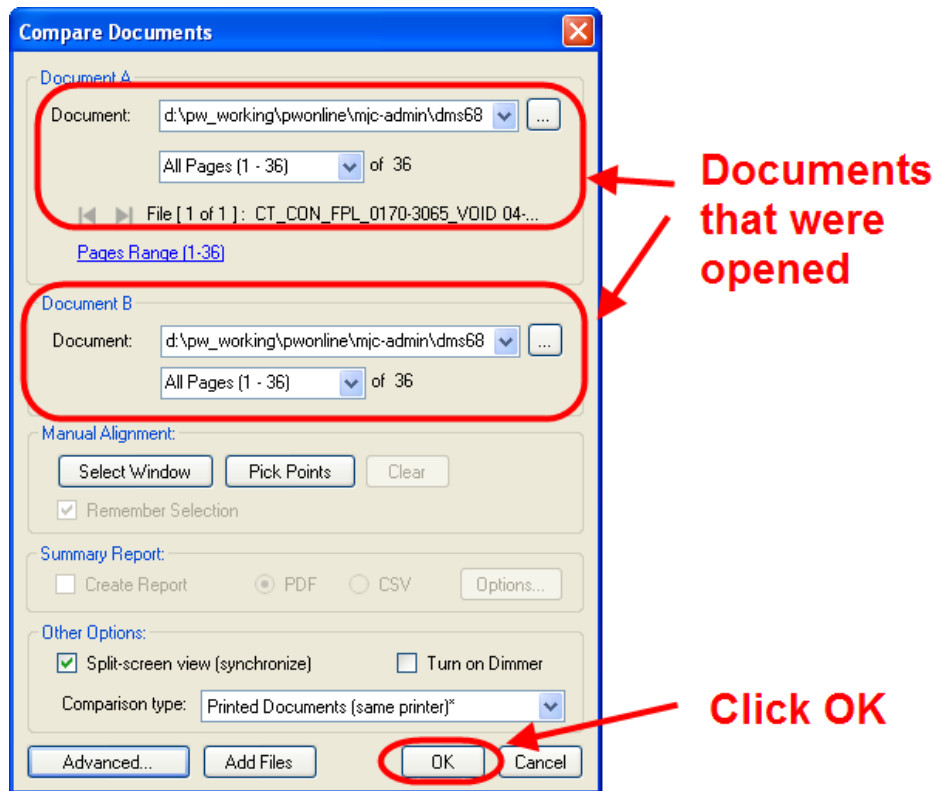 Compare Documents
Document A
Document: d:\pw_working\pwonline\mjc-admin\dms68 ...
All Pages (1 - 36) of 36
File [ 1 of 1 ] : CT_CON_FPL_0170-3065_VOID 04-...
Pages Range (1-36)
Document B
Document: d:\pw_working\pwonline\mjc-admin\dms68 ...
All Pages (1 - 36) of 36
Manual Alignment:
Select Window Pick Points Clear
Remember Selection
Summary Report:
Create Report PDF CSV Options...
Other Options:
Split-screen view (synchronize) Turn on Dimmer
Comparison type: Printed Documents (same printer)*
Advanced... Add Files OK Cancel
Documents
that were
opened
Click OK